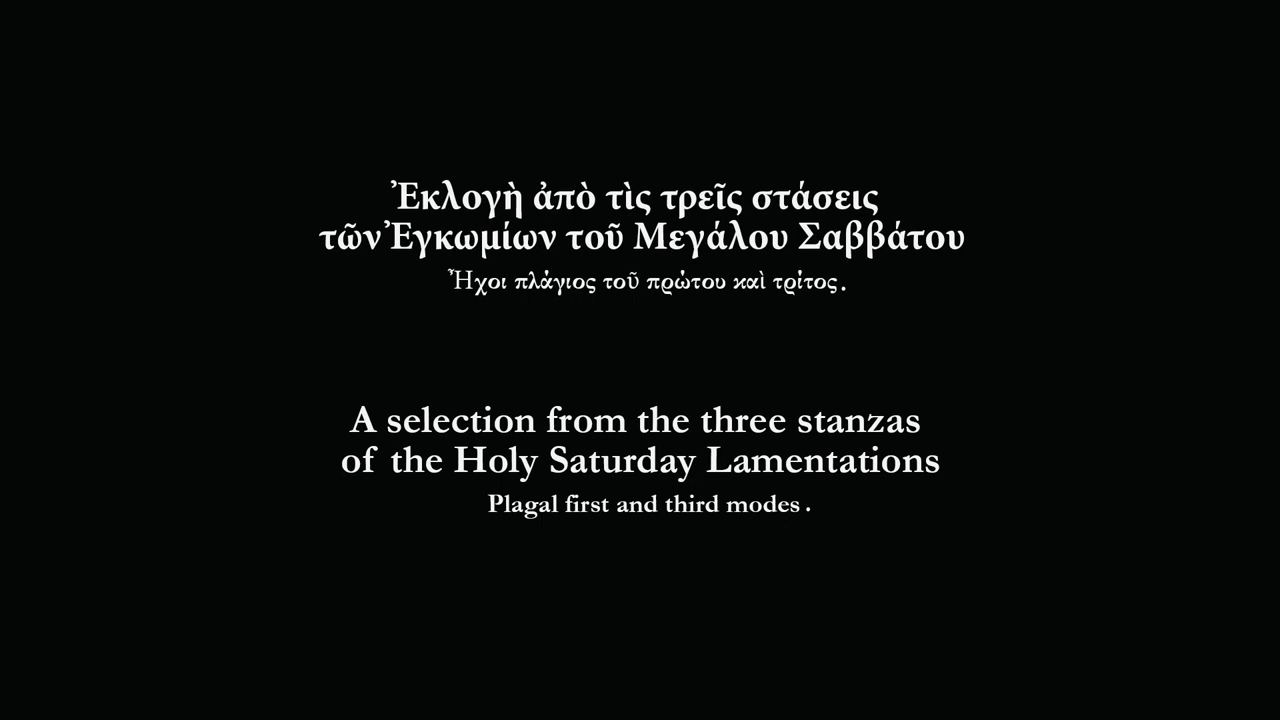 Ἐκλογὴ ἀπὸ τὶς τρεῖς στάσεις
τῶν Ἐγκωμίων τοῦ Μεγάλου Σαββάτου
Ἦχοι πλάγιος τοῦ πρώτου καὶ τρίτος.
A selection from the three stanzas
of the Holy Saturday Lamentations
Plagal first and third modes.